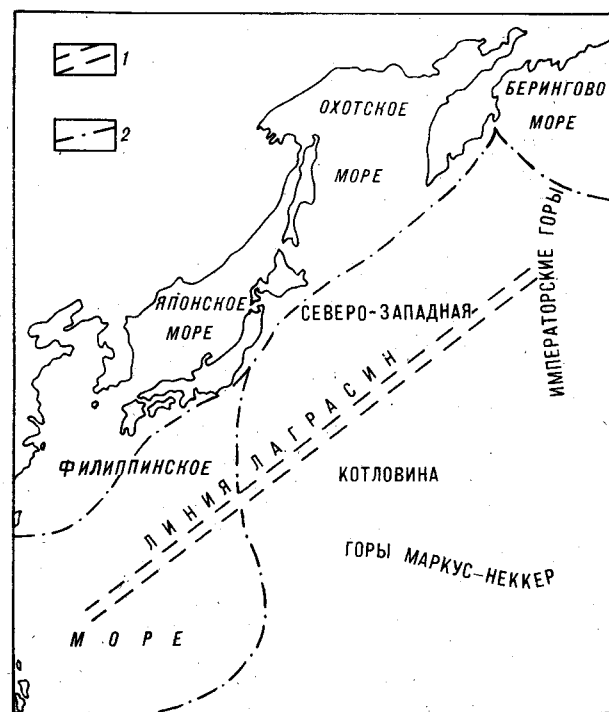 1
2
ОХОТСКОЕ
МОРЕ
БЕРИНГОВО
МОРЕ
ИМПЕРАТОРСКИЕ ГОРЫ
ЯПОНСКОЕ
МОРЕ
СЕВЕРО-ЗАПАДНАЯ
КОТЛОВИНА
ЛИНИЯ ЛАГРАСИН
ФИЛИППИНСКОЕ
МОРЕ
ГОРЫ МАРКУС-НЕККЕР